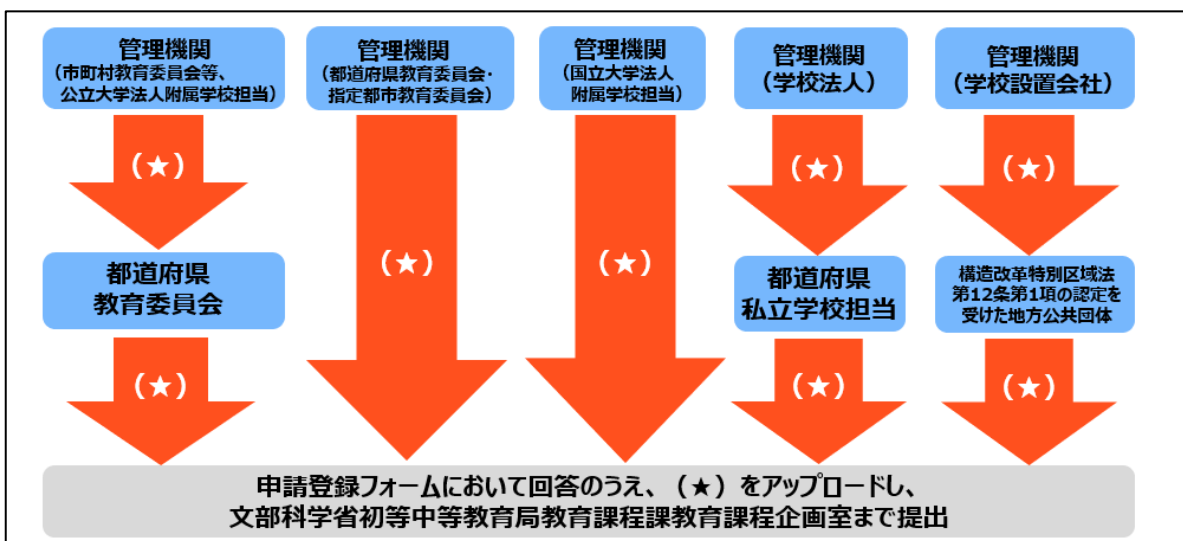 管理機関
（市町村教育委員会等、
公立大学法人附属学校担当）
管理機関
（都道府県教育委員会・
指定都市教育委員会）
管理機関
（国立大学法人
附属学校担当）
管理機関
（学校法人）
管理機関
（学校設置会社）
（★）
（★）
（★）
（★）
（★）
都道府県
教育委員会
都道府県
私立学校担当
構造改革特別区域法
第12条第1項の認定を
受けた地方公共団体
（★）
（★）
（★）
申請登録フォームにおいて回答のうえ、（★）をアップロードし、
文部科学省初等中等教育局教育課程課教育課程企画室まで提出